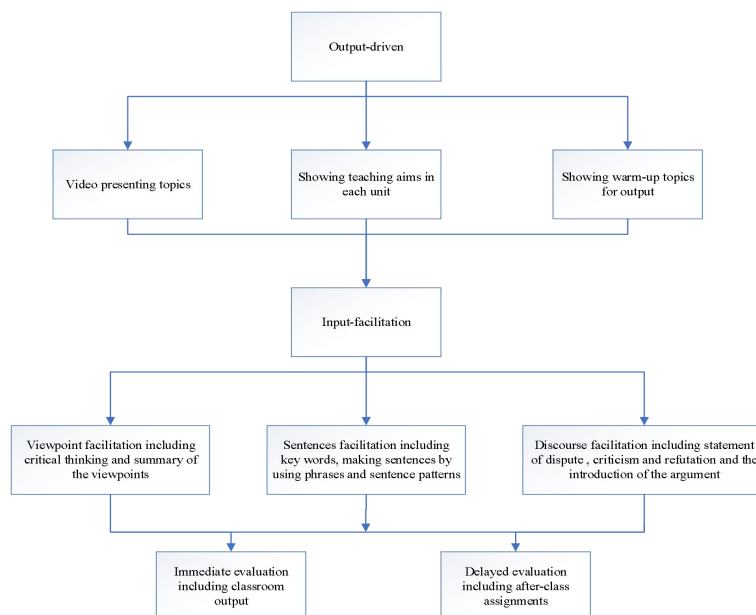 Output-driven
Video presenting topics
Showing teaching aims in
each unit
Showing warm-up topics
for output
Input-facilitation
Viewpoint facilitation including
critical thinking and summary of
the viewpoints
Sentences facilitation including
key words, making sentences by
using phrases and sentence patterns
Discourse facilitation including statement
of dispute , criticism and refutation and the
introduction of the argument
Immediate evaluation
including classroom
output
Delayed evaluation
including after-class
assignments